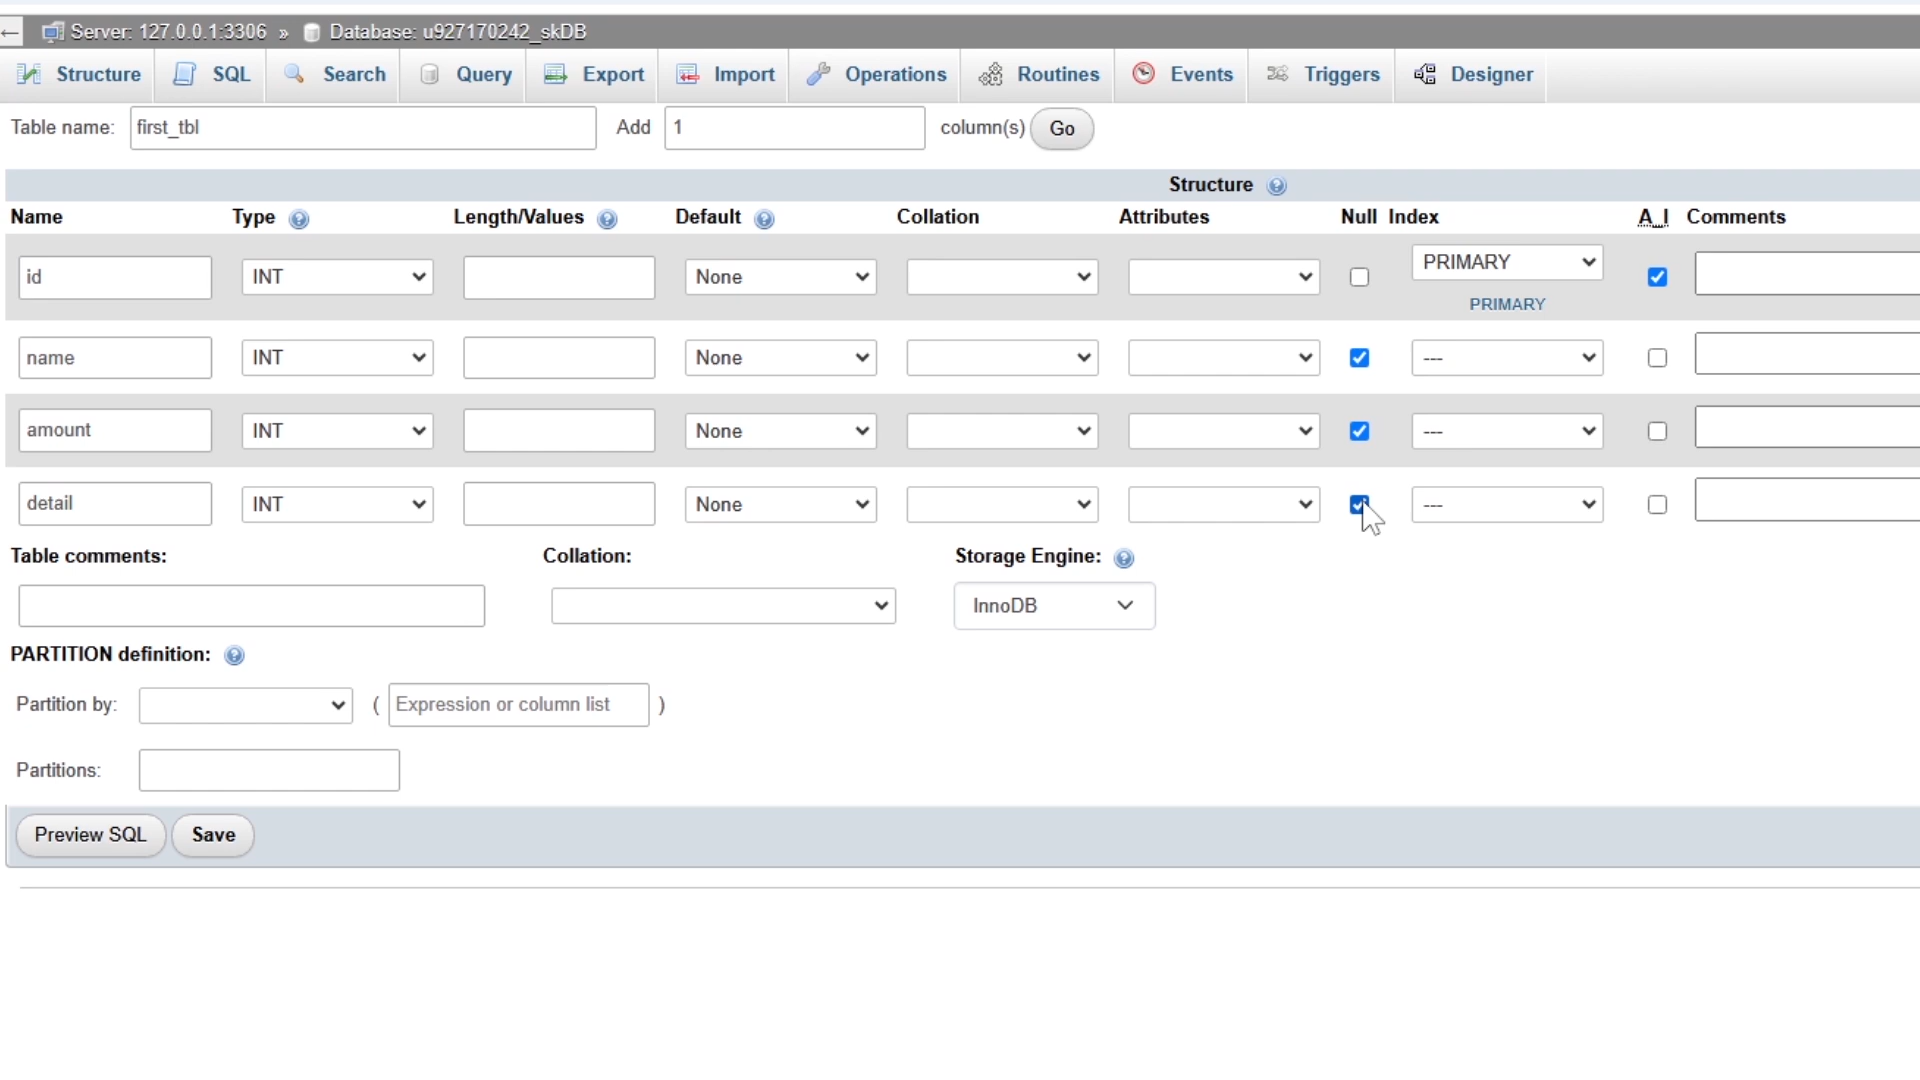 Server: 127.0.0.1:3306 » Database: u927170242_skDB
Structure SQL Search Query Export Import Operations Routines Events Triggers Designer
Table name: first_tbl Add 1 column(s) Go
Structure
Name Type Length/Values Default Collation Attributes Null Index A_I Comments
id INT None PRIMARY
PRIMARY
name INT None ---
amount INT None ---
detail INT None ---
Table comments: Collation: Storage Engine:
InnoDB
PARTITION definition:
Partition by: ( Expression or column list )
Partitions:
Preview SQL Save